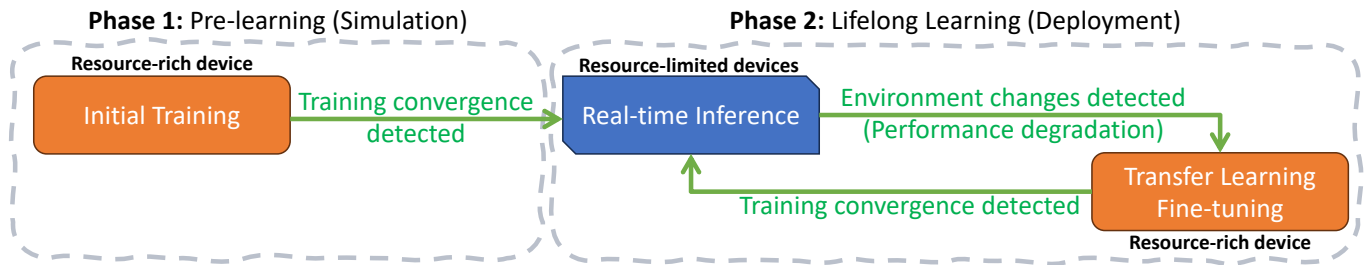 Phase 1: Pre-learning (Simulation)
Resource-rich device
Initial Training
Training convergence
detected
Phase 2: Lifelong Learning (Deployment)
Resource-limited devices
Real-time Inference
Environment changes detected
(Performance degradation)
Transfer Learning
Fine-tuning
Resource-rich device
Training convergence detected